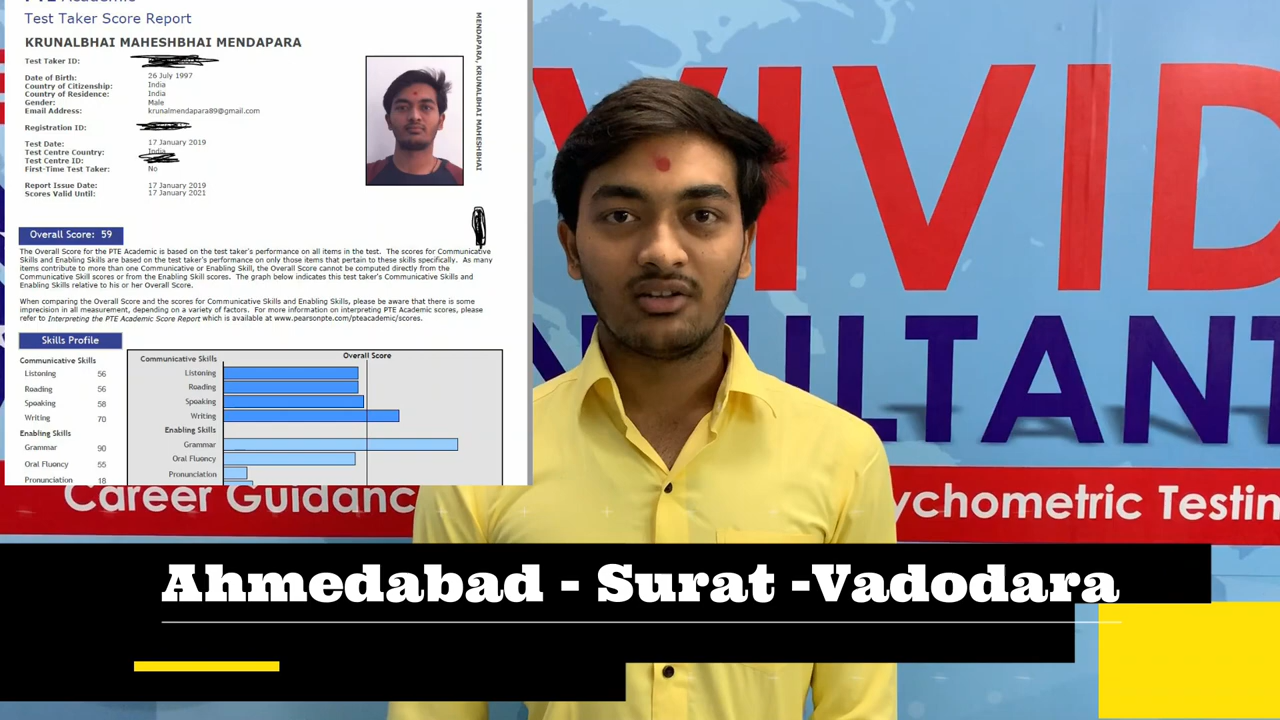 PTE Academic
Test Taker Score Report
KRUNALBHAI MAHESHBHAI MENDAPARA
Test Taker ID:
Date of Birth: 26 July 1997
Country of Citizenship: India
Country of Residence: India
Gender: Male
Email Address: krunalmendapara89@gmail.com
Registration ID:
Test Date: 17 January 2019
Test Centre Country: India
Test Centre ID:
First-Time Test Taker: No
Report Issue Date: 17 January 2019
Scores Valid Until: 17 January 2021
MENDAPARA, KRUNALBHAI MAHESHBHAI
Overall Score: 59
The Overall Score for the PTE Academic is based on the test taker's performance on all items in the test. The scores for Communicative
Skills and Enabling Skills are based on the test taker's performance on only those items that pertain to these skills specifically. As many
items contribute to more than one Communicative or Enabling Skill, the Overall Score cannot be computed directly from the
Communicative Skill scores or from the Enabling Skill scores. The graph below indicates this test taker's Communicative Skills and
Enabling Skills relative to his or her Overall Score.
When comparing the Overall Score and the scores for Communicative Skills and Enabling Skills, please be aware that there is some
imprecision in all measurement, depending on a variety of factors. For more information on interpreting PTE Academic scores, please
refer to Interpreting the PTE Academic Score Report which is available at www.pearsonpte.com/pteacademic/scores.
Skills Profile
Communicative Skills
Listening 56
Reading 56
Speaking 58
Writing 70
Enabling Skills
Grammar 90
Oral Fluency 55
Pronunciation 18
Communicative Skills
Overall Score
Listening
Reading
Speaking
Writing
Enabling Skills
Grammar
Oral Fluency
Pronunciation
VIVID
NSULTANT
Career Guidanc
ychometric Testin
Ahmedabad - Surat -Vadodara